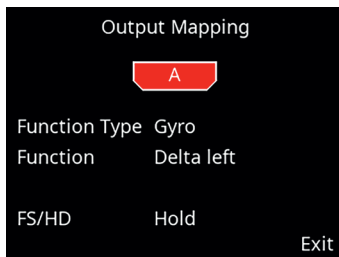 Output Mapping
A
Function Type Gyro
Function Delta left
FS/HD Hold
Exit